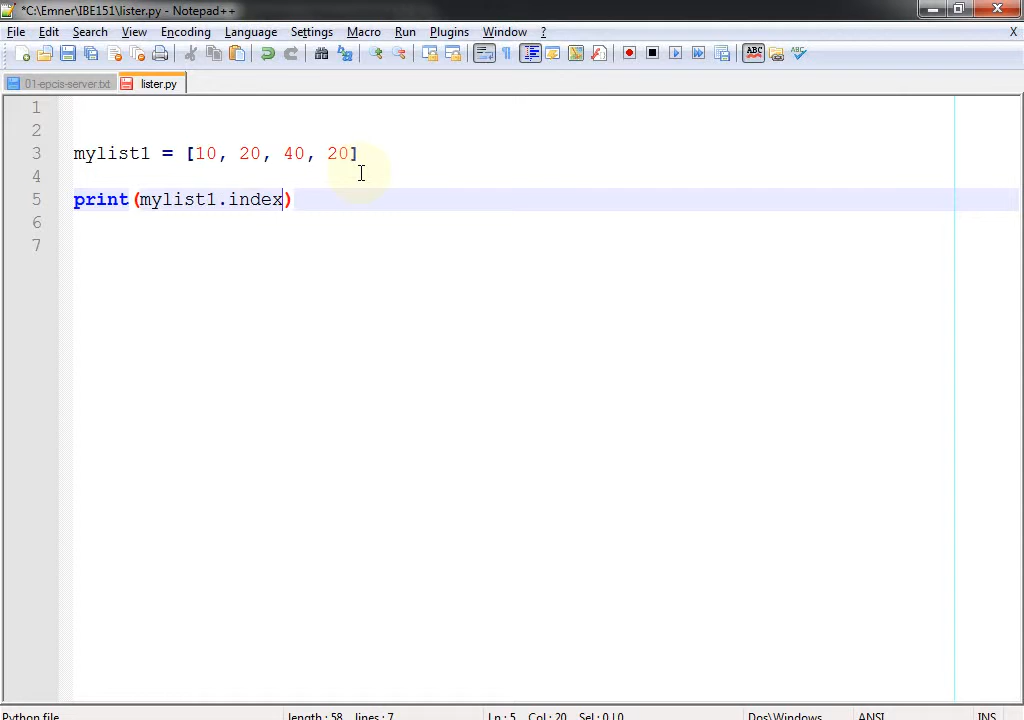 *C:\Emner\IBE151\lister.py - Notepad++
File Edit Search View Encoding Language Settings Macro Run Plugins Window ? X
01-epcis-server.txt lister.py
1
2
3 mylist1 = [10, 20, 40, 20]
4
5 print(mylist1.index)
6
7
Python file length : 58 lines : 7 Ln : 5 Col : 20 Sel : 0 | 0 Dos\Windows ANSI INS